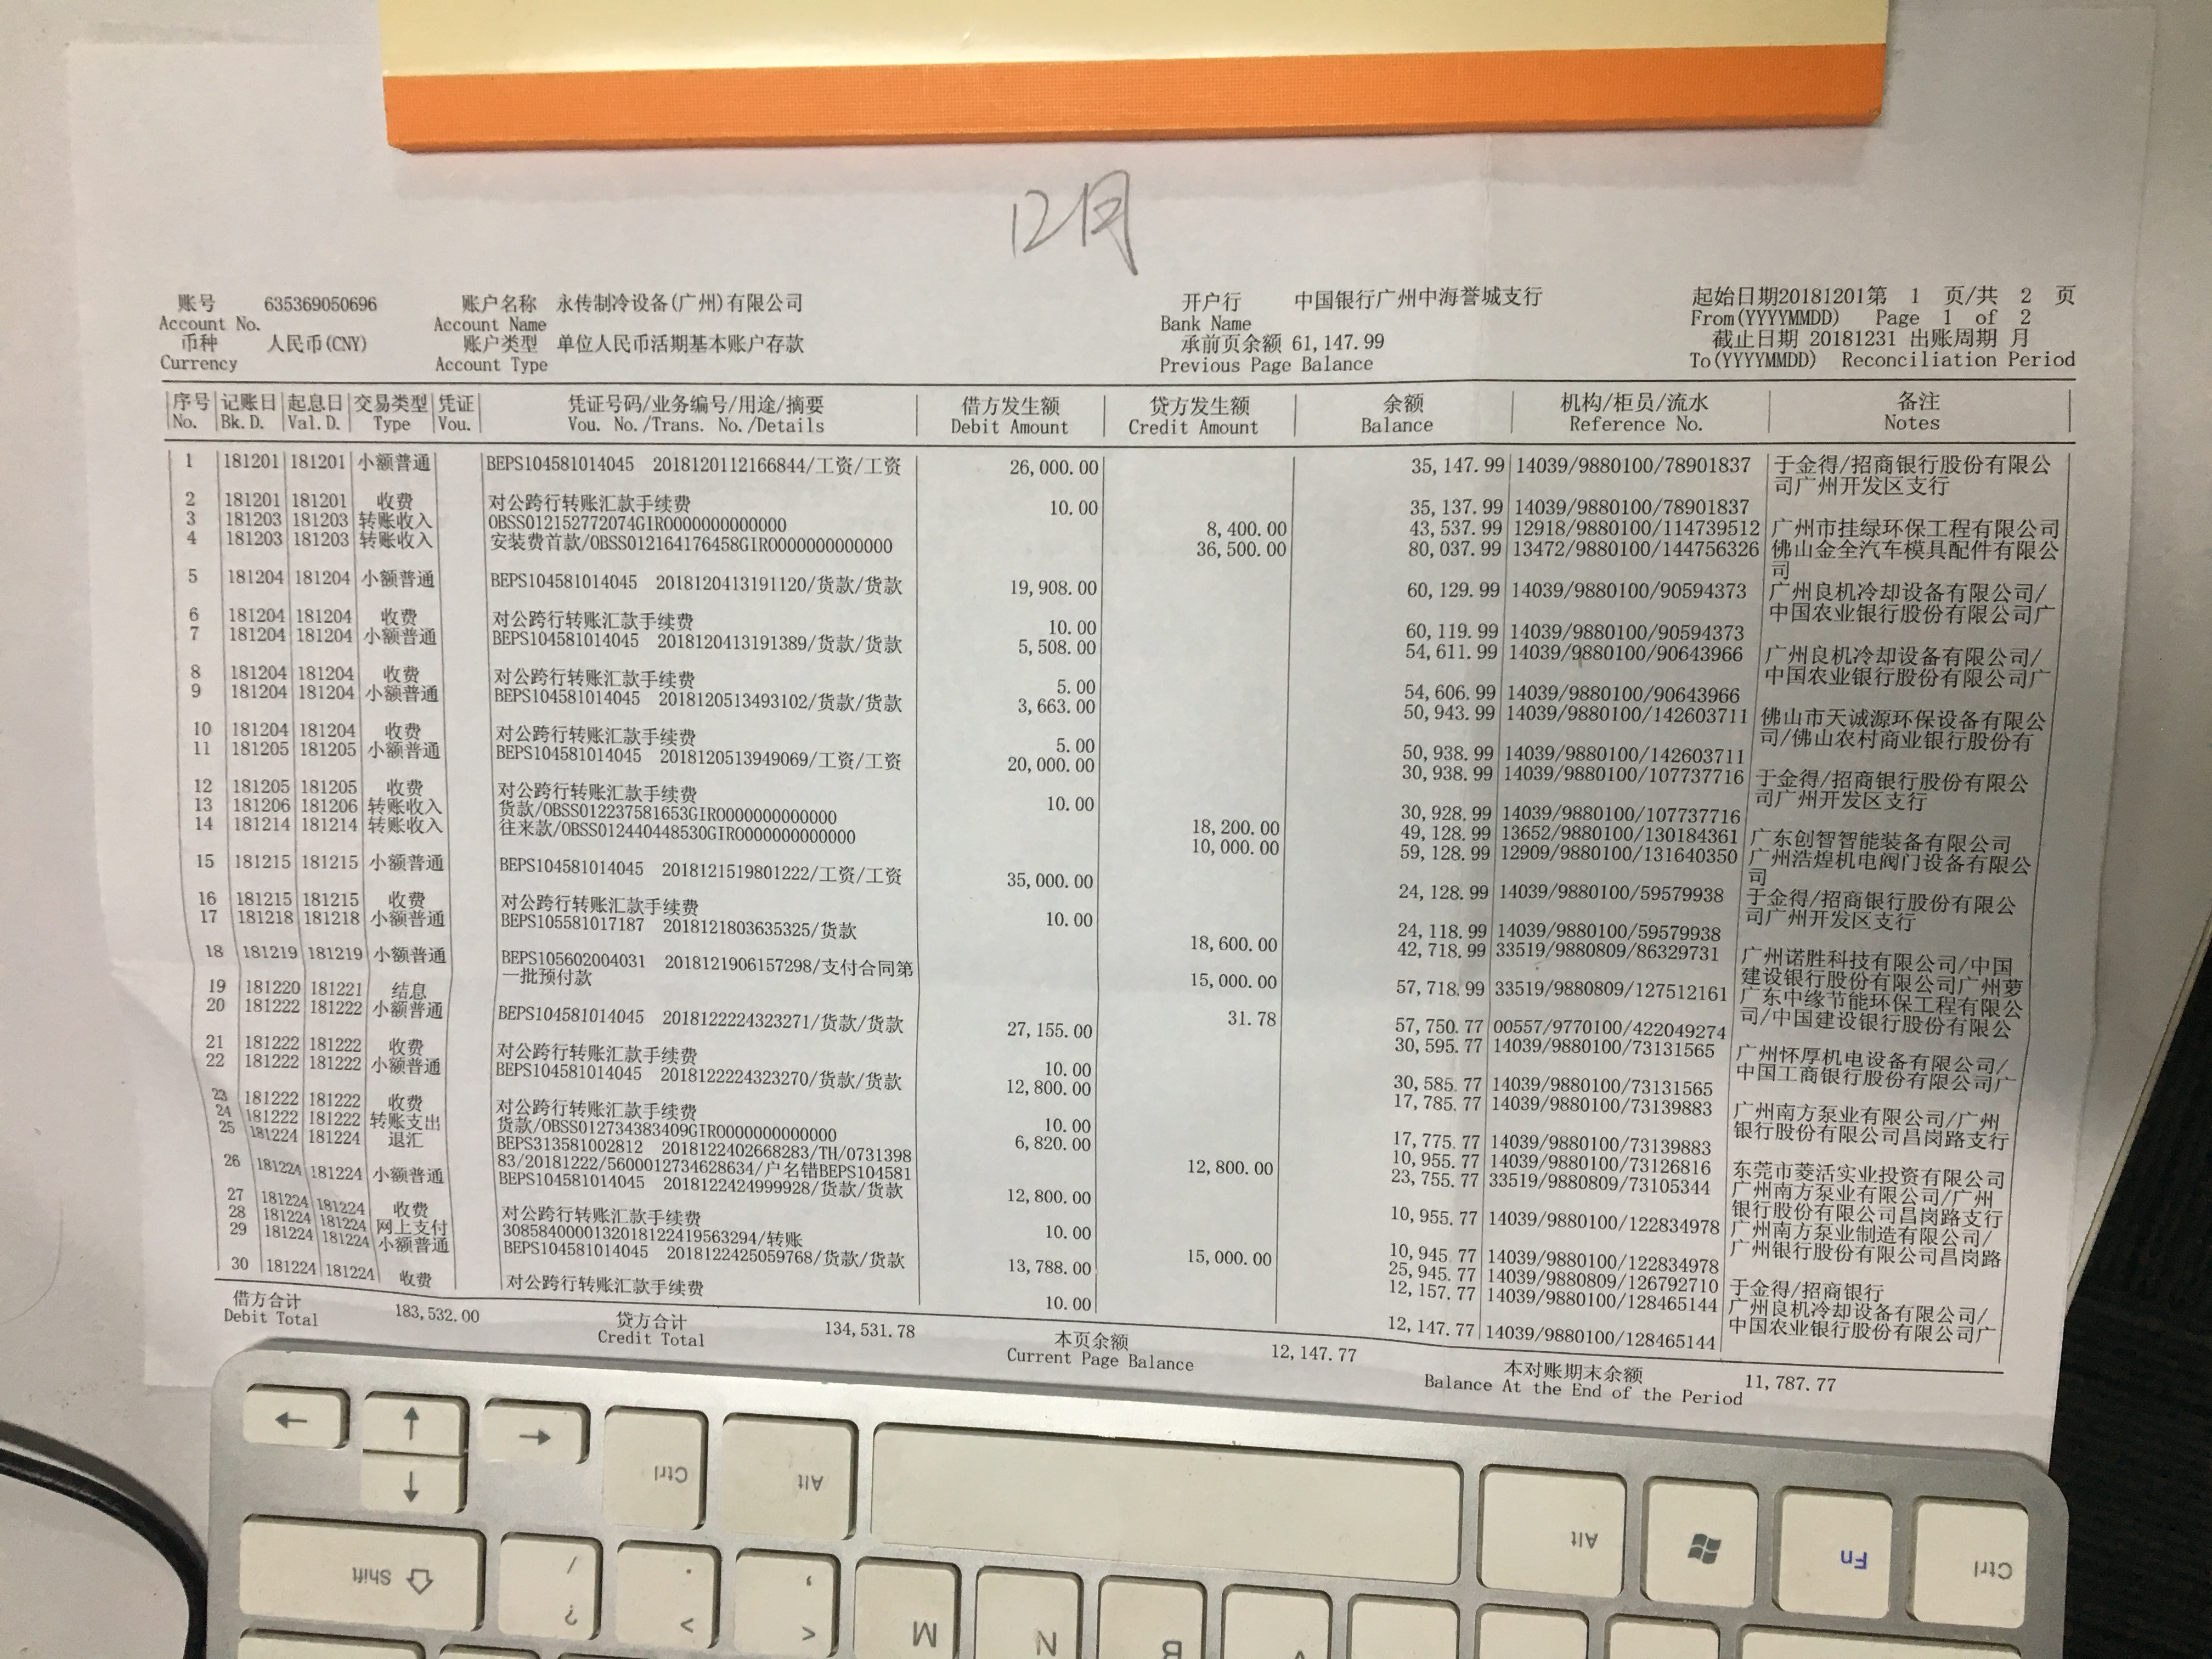 12月
账号 635369050696 账户名称 永传制冷设备(广州)有限公司 开户行 中国银行广州中海誉城支行 起始日期20181201第 1 页/共 2 页
Account No. Account Name Bank Name From(YYYYMMDD) Page 1 of 2
币种 人民币(CNY) 账户类型 单位人民币活期基本账户存款 承前页余额 61,147.99 截止日期 20181231 出账周期 月
Currency Account Type Previous Page Balance To(YYYYMMDD) Reconciliation Period
序号 记账日 起息日 交易类型 凭证 凭证号码/业务编号/用途/摘要 借方发生额 贷方发生额 余额 机构/柜员/流水 备注
No. Bk.D. Val.D. Type Vou. Vou. No./Trans. No./Details Debit Amount Credit Amount Balance Reference No. Notes
1 181201 181201 小额普通 BEPS104581014045 2018120112166844/工资/工资 26,000.00 35,147.99 14039/9880100/78901837 于金得/招商银行股份有限公
司广州开发区支行
2 181201 181201 收费 对公跨行转账汇款手续费 10.00 35,137.99 14039/9880100/78901837
3 181203 181203 转账收入 OBSS012152772074GIRO000000000000 8,400.00 43,537.99 12918/9880100/114739512 广州市挂绿环保工程有限公司
4 181203 181203 转账收入 安装费首款/OBSS012164176458GIRO000000000000 36,500.00 80,037.99 13472/9880100/144756326 佛山金全汽车模具配件有限公
司
5 181204 181204 小额普通 BEPS104581014045 2018120413191120/货款/货款 19,908.00 60,129.99 14039/9880100/90594373 广州良机冷却设备有限公司/
中国农业银行股份有限公司广
6 181204 181204 收费 对公跨行转账汇款手续费 10.00 60,119.99 14039/9880100/90594373
7 181204 181204 小额普通 BEPS104581014045 2018120413191389/货款/货款 5,508.00 54,611.99 14039/9880100/90643966 广州良机冷却设备有限公司/
中国农业银行股份有限公司广
8 181204 181204 收费 对公跨行转账汇款手续费 5.00 54,606.99 14039/9880100/90643966
9 181204 181204 小额普通 BEPS104581014045 2018120513493102/货款/货款 3,663.00 50,943.99 14039/9880100/142603711 佛山市天诚源环保设备有限公
司/佛山农村商业银行股份有
10 181204 181204 收费 对公跨行转账汇款手续费 5.00 50,938.99 14039/9880100/142603711
11 181205 181205 小额普通 BEPS104581014045 2018120513949069/工资/工资 20,000.00 30,938.99 14039/9880100/107737716 于金得/招商银行股份有限公
司广州开发区支行
12 181205 181205 收费 对公跨行转账汇款手续费 10.00 30,928.99 14039/9880100/107737716
13 181206 181206 转账收入 货款/OBSS012237581653GIRO000000000000 18,200.00 49,128.99 13652/9880100/130184361 广东创智智能装备有限公司
14 181214 181214 转账收入 往来款/OBSS012440448530GIRO000000000000 10,000.00 59,128.99 12909/9880100/131640350 广州浩煌机电阀门设备有限公
司
15 181215 181215 小额普通 BEPS104581014045 2018121519801222/工资/工资 35,000.00 24,128.99 14039/9880100/59579938 于金得/招商银行股份有限公
司广州开发区支行
16 181215 181215 收费 对公跨行转账汇款手续费 10.00 24,118.99 14039/9880100/59579938
17 181218 181218 小额普通 BEPS105581017187 2018121803635325/货款 18,600.00 42,718.99 33519/9880809/86329731 广州诺胜科技有限公司/中国
建设银行股份有限公司广州萝
18 181219 181219 小额普通 BEPS105602004031 2018121906157298/支付合同第 15,000.00 57,718.99 33519/9880809/127512161 广东中缘节能环保工程有限公
一批预付款 司/中国建设银行股份有限公
19 181220 181221 结息 31.78 57,750.77 00557/9770100/422049274
20 181222 181222 小额普通 BEPS104581014045 2018122224323271/货款/货款 27,155.00 30,595.77 14039/9880100/73131565 广州怀厚机电设备有限公司/
中国工商银行股份有限公司广
21 181222 181222 收费 对公跨行转账汇款手续费 10.00 30,585.77 14039/9880100/73131565
22 181222 181222 小额普通 BEPS104581014045 2018122224323270/货款/货款 12,800.00 17,785.77 14039/9880100/73139883 广州南方泵业有限公司/广州
银行股份有限公司昌岗路支行
23 181222 181222 收费 对公跨行转账汇款手续费 10.00 17,775.77 14039/9880100/73139883
24 181222 181222 转账支出 货款/OBSS012734383409GIRO000000000000 6,820.00 10,955.77 14039/9880100/73126816 东莞市菱活实业投资有限公司
25 181224 181224 退汇 BEPS313581002812 2018122402668283/TH/0731398 12,800.00 23,755.77 33519/9880809/73105344 广州南方泵业有限公司/广州
83/20181222/5600012734628634/户名错BEPS104581 银行股份有限公司昌岗路支行
26 181224 181224 小额普通 BEPS104581014045 2018122424999928/货款/货款 12,800.00 10,955.77 14039/9880100/122834978 广州南方泵业制造有限公司/
广州银行股份有限公司昌岗路
27 181224 181224 收费 对公跨行转账汇款手续费 10.00 10,945.77 14039/9880100/122834978
28 181224 181224 网上支付 308584000013201812241956​3294/转账 15,000.00 25,945.77 14039/9880809/126792710 于金得/招商银行
29 181224 181224 小额普通 BEPS104581014045 2018122425059768/货款/货款 13,788.00 12,157.77 14039/9880100/128465144 广州良机冷却设备有限公司/
中国农业银行股份有限公司广
30 181224 181224 收费 对公跨行转账汇款手续费 10.00 12,147.77 14039/9880100/128465144
借方合计 183,532.00 贷方合计 134,531.78 本页余额 12,147.77 本对账期末余额 11,787.77
Debit Total Credit Total Current Page Balance Balance At the End of the Period
Ctrl Alt Alt Fn Ctrl
Shift / ? . > , < M N B V